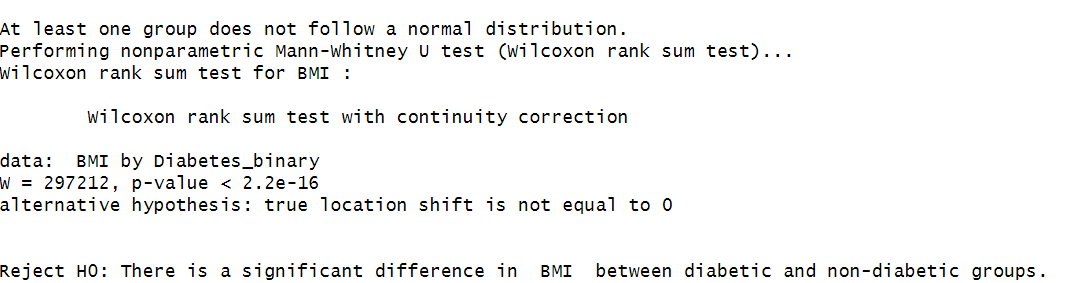 At least one group does not follow a normal distribution.
Performing nonparametric Mann-Whitney U test (Wilcoxon rank sum test)...
Wilcoxon rank sum test for BMI :
Wilcoxon rank sum test with continuity correction
data:  BMI by Diabetes_binary
W = 297212, p-value < 2.2e-16
alternative hypothesis: true location shift is not equal to 0
Reject H0: There is a significant difference in  BMI  between diabetic and non-diabetic groups.